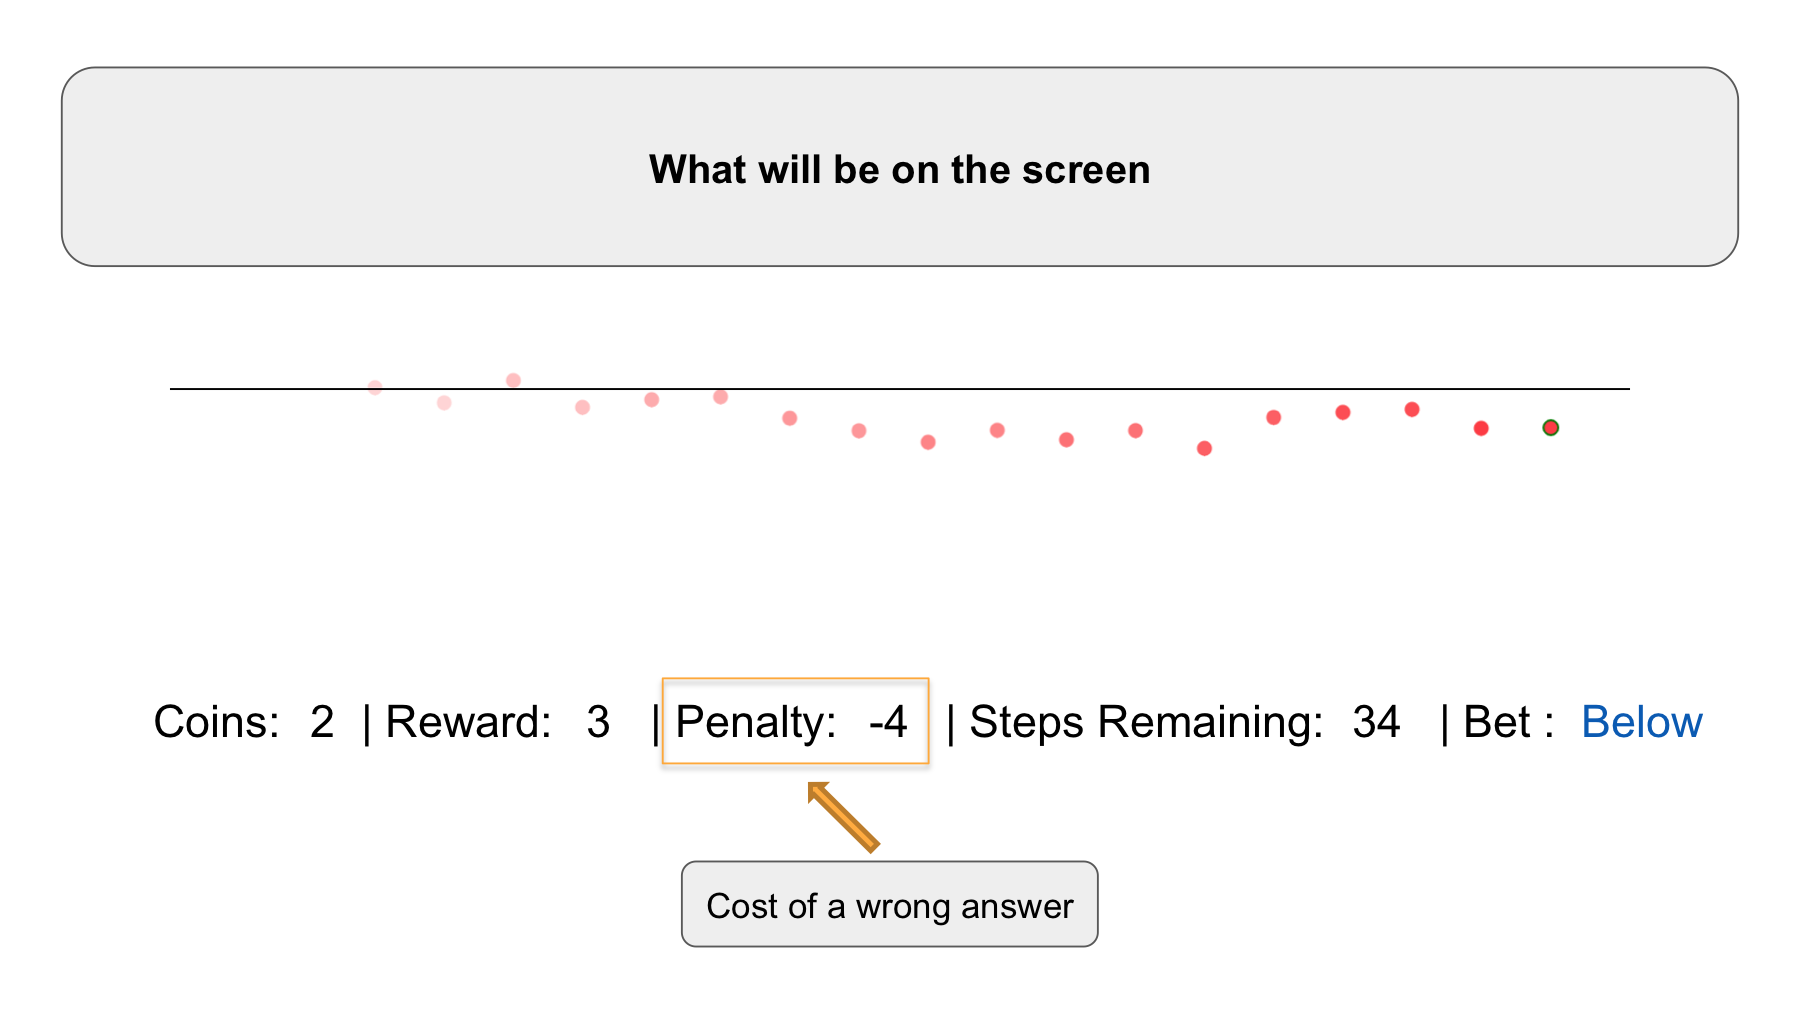 What will be on the screen
Coins: 2 | Reward: 3 | Penalty: -4 | Steps Remaining: 34 | Bet : Below
Cost of a wrong answer